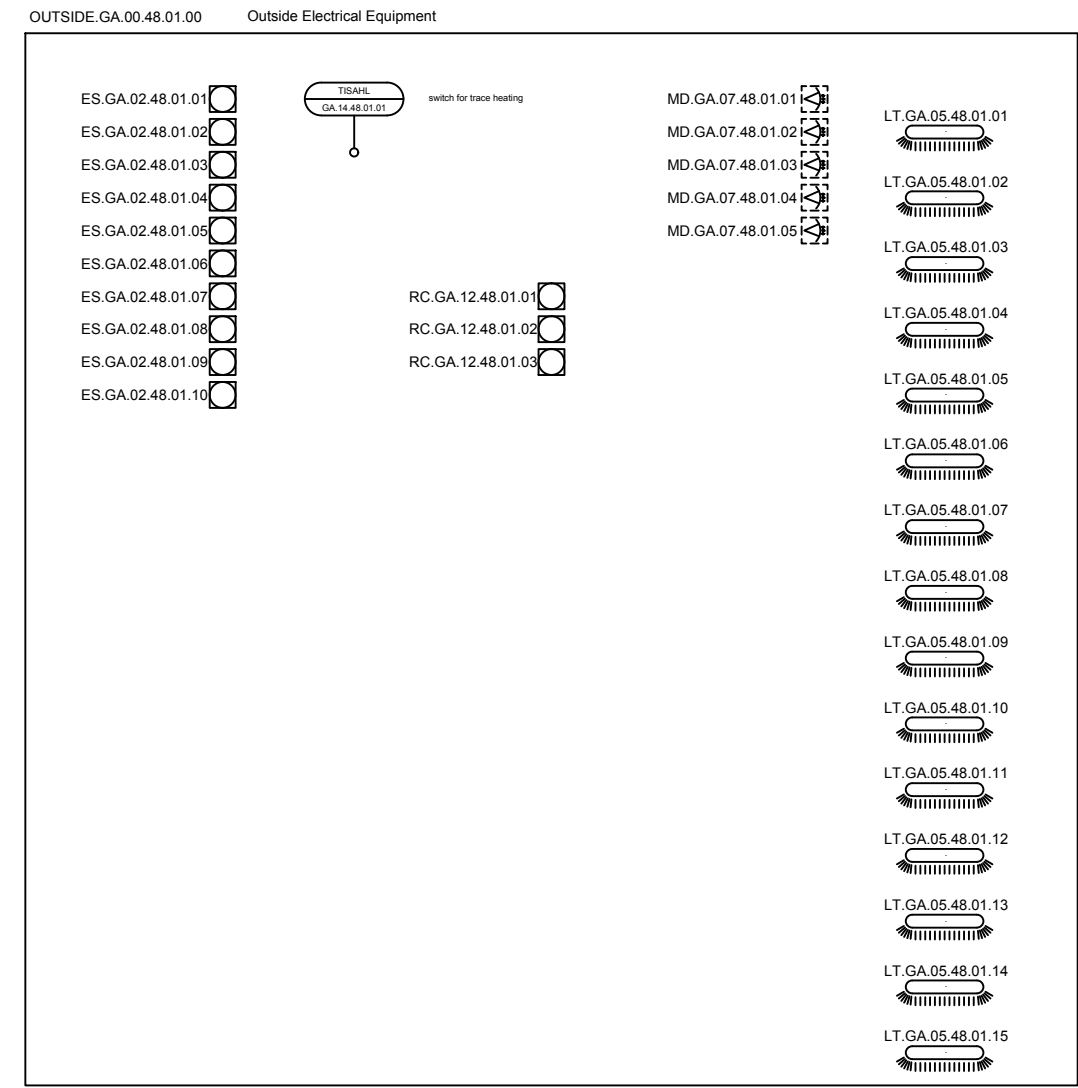 OUTSIDE.GA.00.48.01.00 Outside Electrical Equipment
ES.GA.02.48.01.01
ES.GA.02.48.01.02
ES.GA.02.48.01.03
ES.GA.02.48.01.04
ES.GA.02.48.01.05
ES.GA.02.48.01.06
ES.GA.02.48.01.07
ES.GA.02.48.01.08
ES.GA.02.48.01.09
ES.GA.02.48.01.10
TISAHL
GA.14.48.01.01
switch for trace heating
RC.GA.12.48.01.01
RC.GA.12.48.01.02
RC.GA.12.48.01.03
MD.GA.07.48.01.01
MD.GA.07.48.01.02
MD.GA.07.48.01.03
MD.GA.07.48.01.04
MD.GA.07.48.01.05
LT.GA.05.48.01.01
LT.GA.05.48.01.02
LT.GA.05.48.01.03
LT.GA.05.48.01.04
LT.GA.05.48.01.05
LT.GA.05.48.01.06
LT.GA.05.48.01.07
LT.GA.05.48.01.08
LT.GA.05.48.01.09
LT.GA.05.48.01.10
LT.GA.05.48.01.11
LT.GA.05.48.01.12
LT.GA.05.48.01.13
LT.GA.05.48.01.14
LT.GA.05.48.01.15